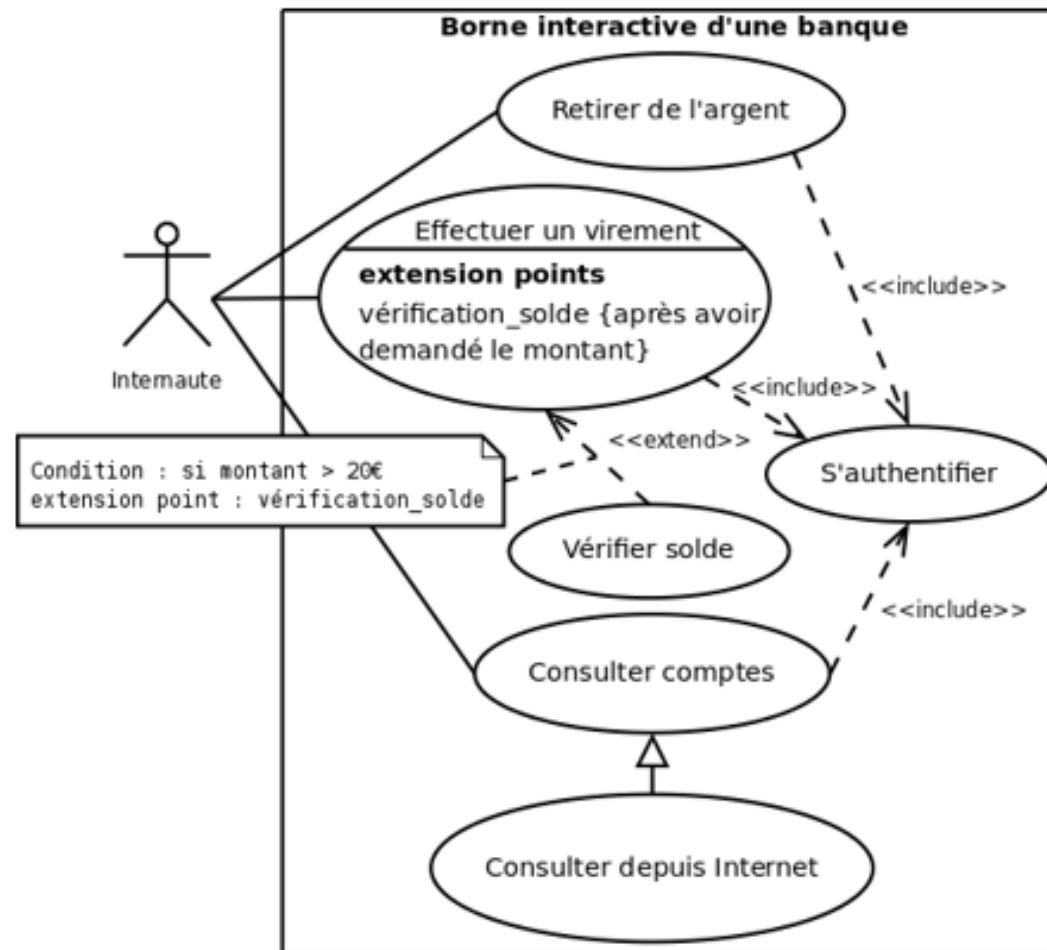 Borne interactive d'une banque
Retirer de l'argent
Effectuer un virement
extension points
vérification_solde {après avoir
demandé le montant}
<<include>>
Internaute
<<include>>
<<extend>>
Condition : si montant > 20€
extension point : vérification_solde
S'authentifier
Vérifier solde
<<include>>
Consulter comptes
Consulter depuis Internet